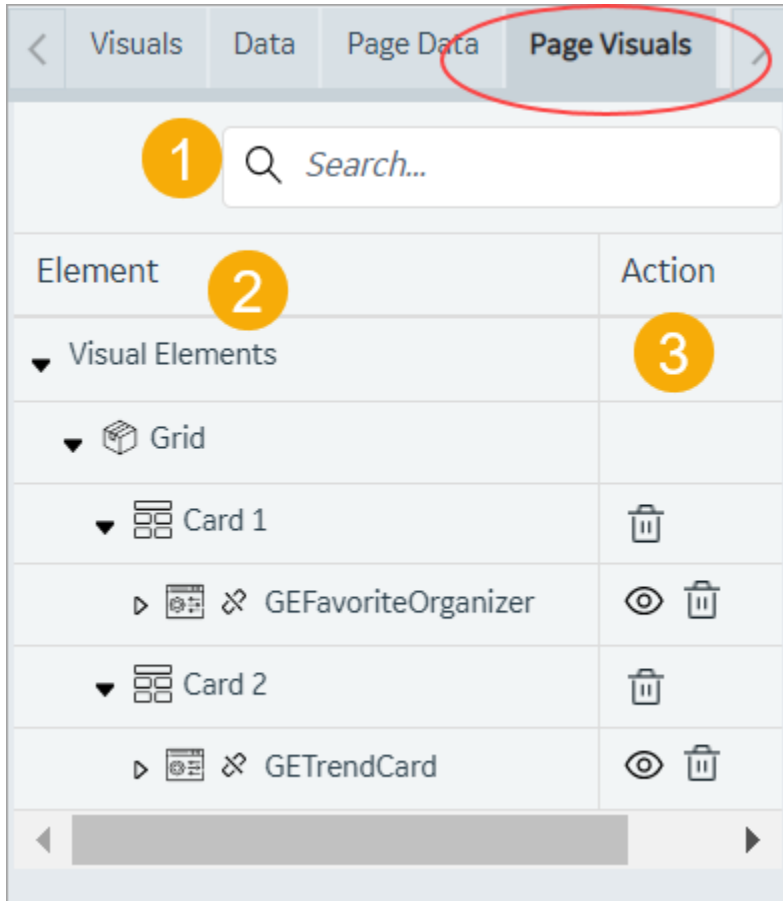 Visuals Data Page Data Page Visuals
1 Search...
Element 2 Action
Visual Elements 3
Grid
Card 1
GEFavoriteOrganizer
Card 2
GETrendCard